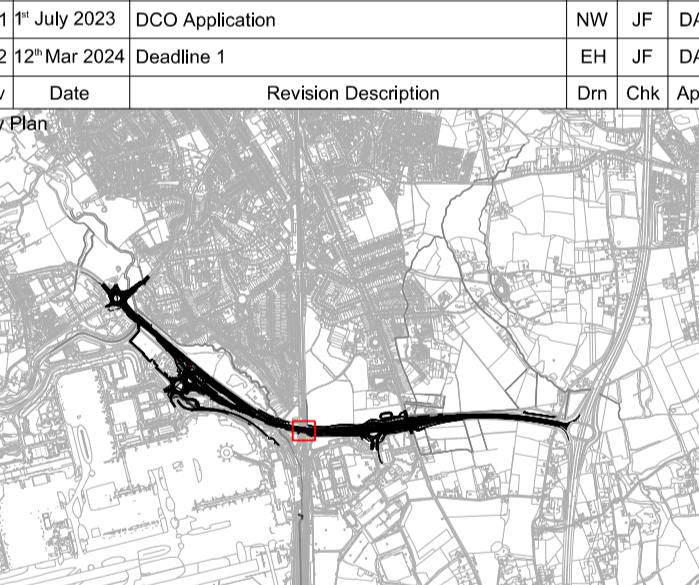 1 1st July 2023 DCO Application NW JF DA
2 12th Mar 2024 Deadline 1 EH JF DA
v Date Revision Description Drn Chk Ap
y Plan